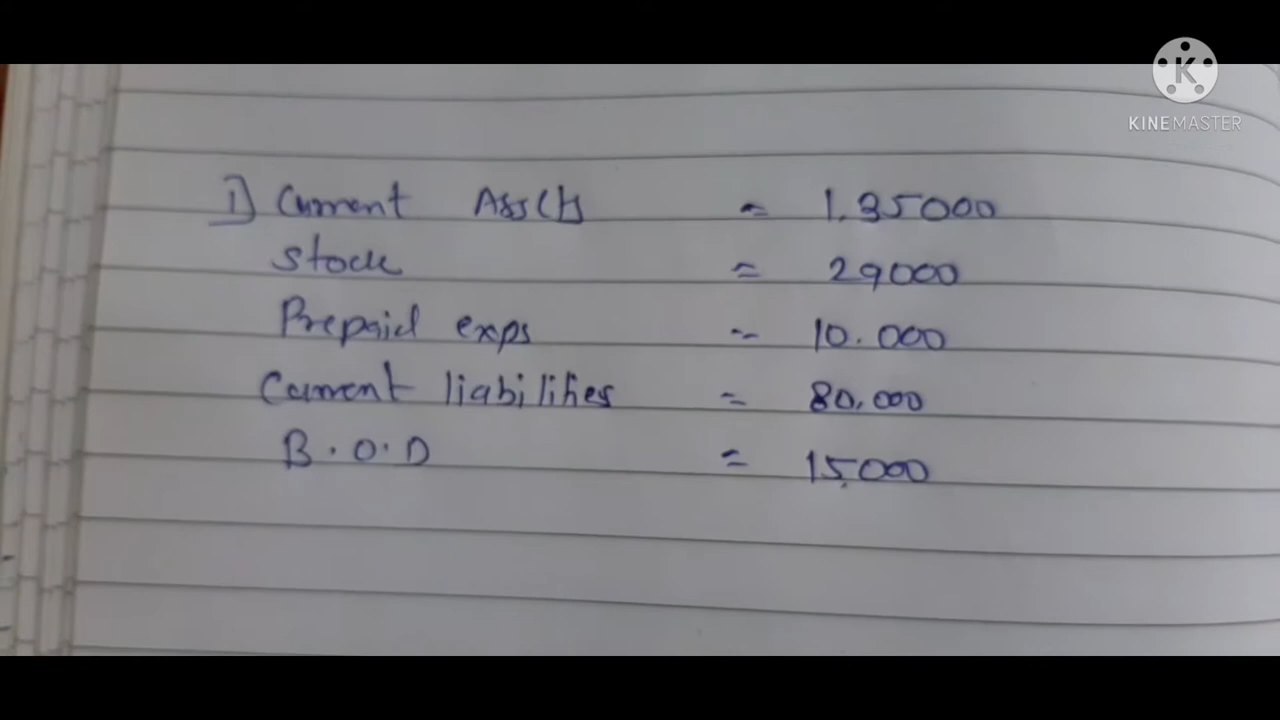 KINEMASTER
1) Current Assets = 1.35000
Stock = 29000
Prepaid exps = 10.000
Current liabilities = 80,000
B.O.D = 15,000